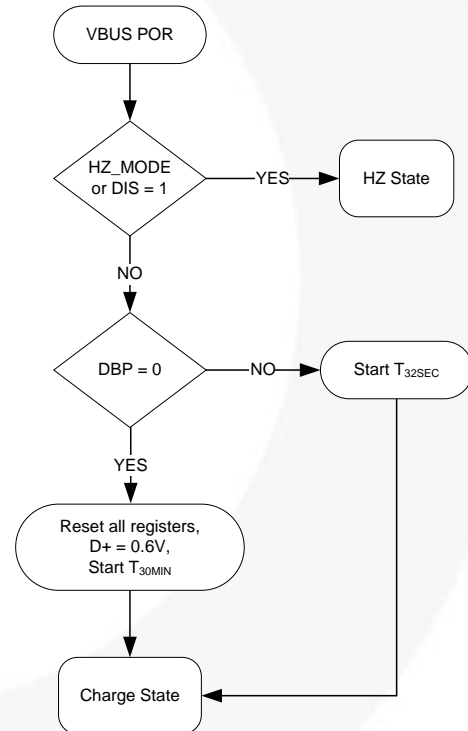 VBUS POR
HZ_MODE
or DIS = 1
YES
HZ State
NO
DBP = 0
NO
Start T32SEC
YES
Reset all registers,
D+ = 0.6V,
Start T30MIN
Charge State